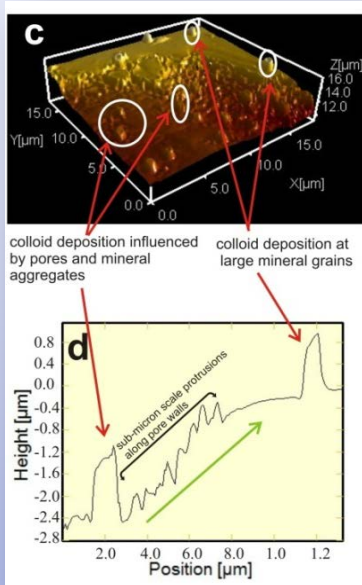 c
Z[µm]
16.0
14.0
12.0
15.0
Y[µm]
10.0
5.0
0.0
0.0
5.0
10.0
15.0
X[µm]
colloid deposition influenced
by pores and mineral
aggregates
colloid deposition at
large mineral grains
d
0.8
0.4
0.0
-0.4
-0.8
-1.2
-1.6
-2.0
-2.4
-2.8
Height [µm]
sub-micron scale protrusions
along pore walls
2.0 4.0 6.0 8.0 1.0 1.2
Position [µm]